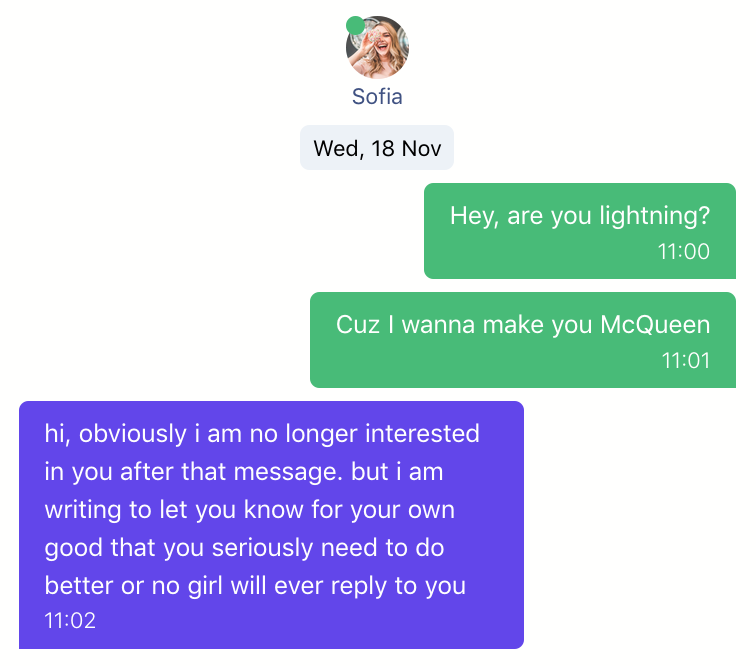 Sofia
Wed, 18 Nov
Hey, are you lightning?
11:00
Cuz I wanna make you McQueen
11:01
hi, obviously i am no longer interested
in you after that message. but i am
writing to let you know for your own
good that you seriously need to do
better or no girl will ever reply to you
11:02